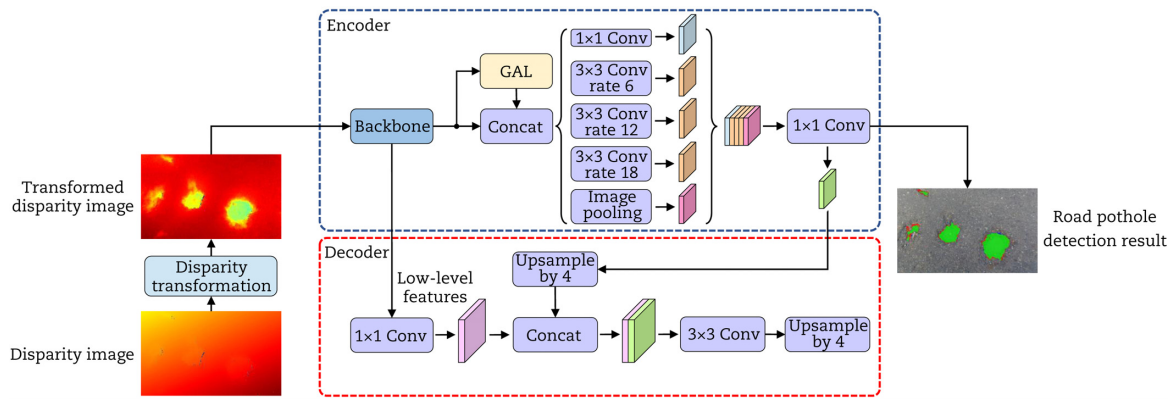 Encoder
1×1 Conv
GAL
3×3 Conv
rate 6
Backbone
Concat
3×3 Conv
rate 12
1×1 Conv
3×3 Conv
rate 18
Image
pooling
Transformed
disparity image
Road pothole
detection result
Decoder
Disparity
transformation
Low-level
features
Upsample
by 4
Disparity image
1×1 Conv
Concat
3×3 Conv
Upsample
by 4